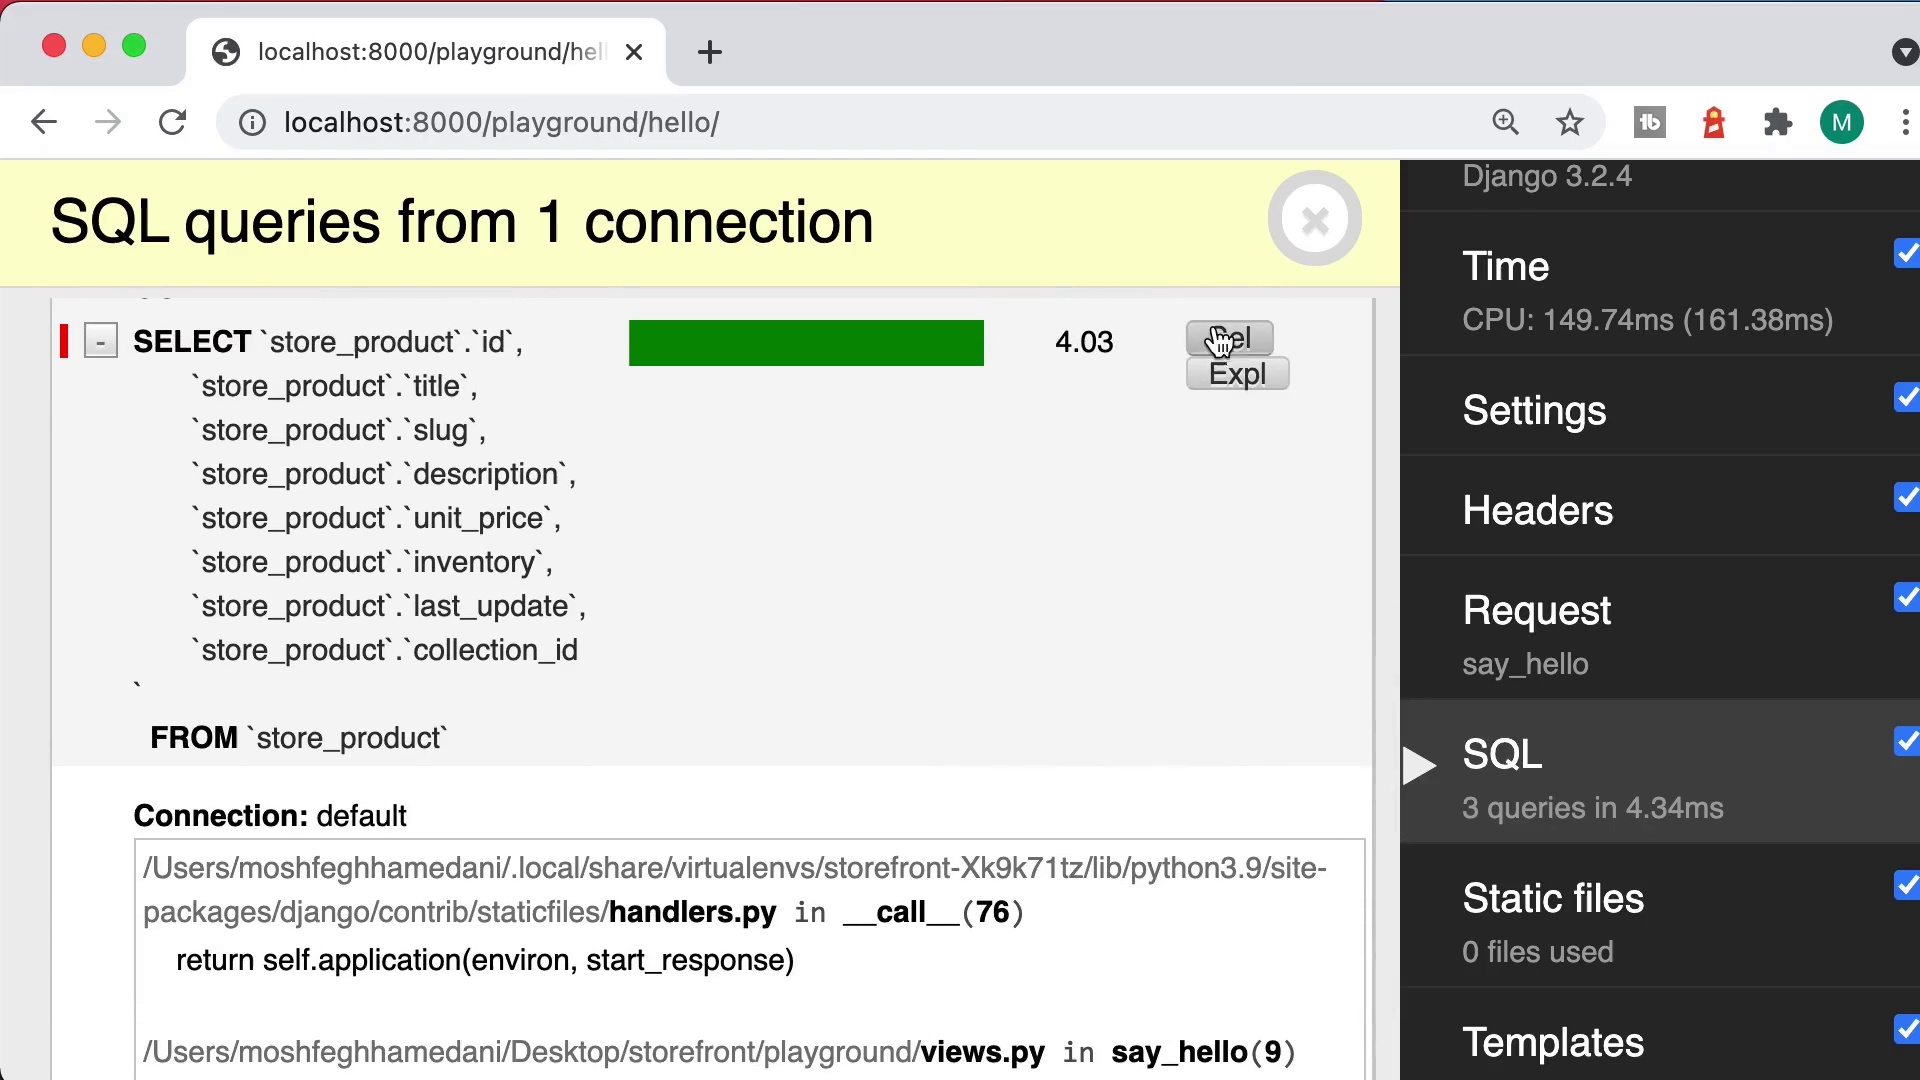 localhost:8000/playground/hel
localhost:8000/playground/hello/
M
SQL queries from 1 connection
- SELECT `store_product`.`id`, 4.03
Expl
`store_product`.`title`,
`store_product`.`slug`,
`store_product`.`description`,
`store_product`.`unit_price`,
`store_product`.`inventory`,
`store_product`.`last_update`,
`store_product`.`collection_id
`
FROM `store_product`
Connection: default
/Users/moshfeghhamedani/.local/share/virtualenvs/storefront-Xk9k71tz/lib/python3.9/site-
packages/django/contrib/staticfiles/handlers.py in __call__(76)
return self.application(environ, start_response)
/Users/moshfeghhamedani/Desktop/storefront/playground/views.py in say_hello(9)
Django 3.2.4
Time
CPU: 149.74ms (161.38ms)
Settings
Headers
Request
say_hello
SQL
3 queries in 4.34ms
Static files
0 files used
Templates